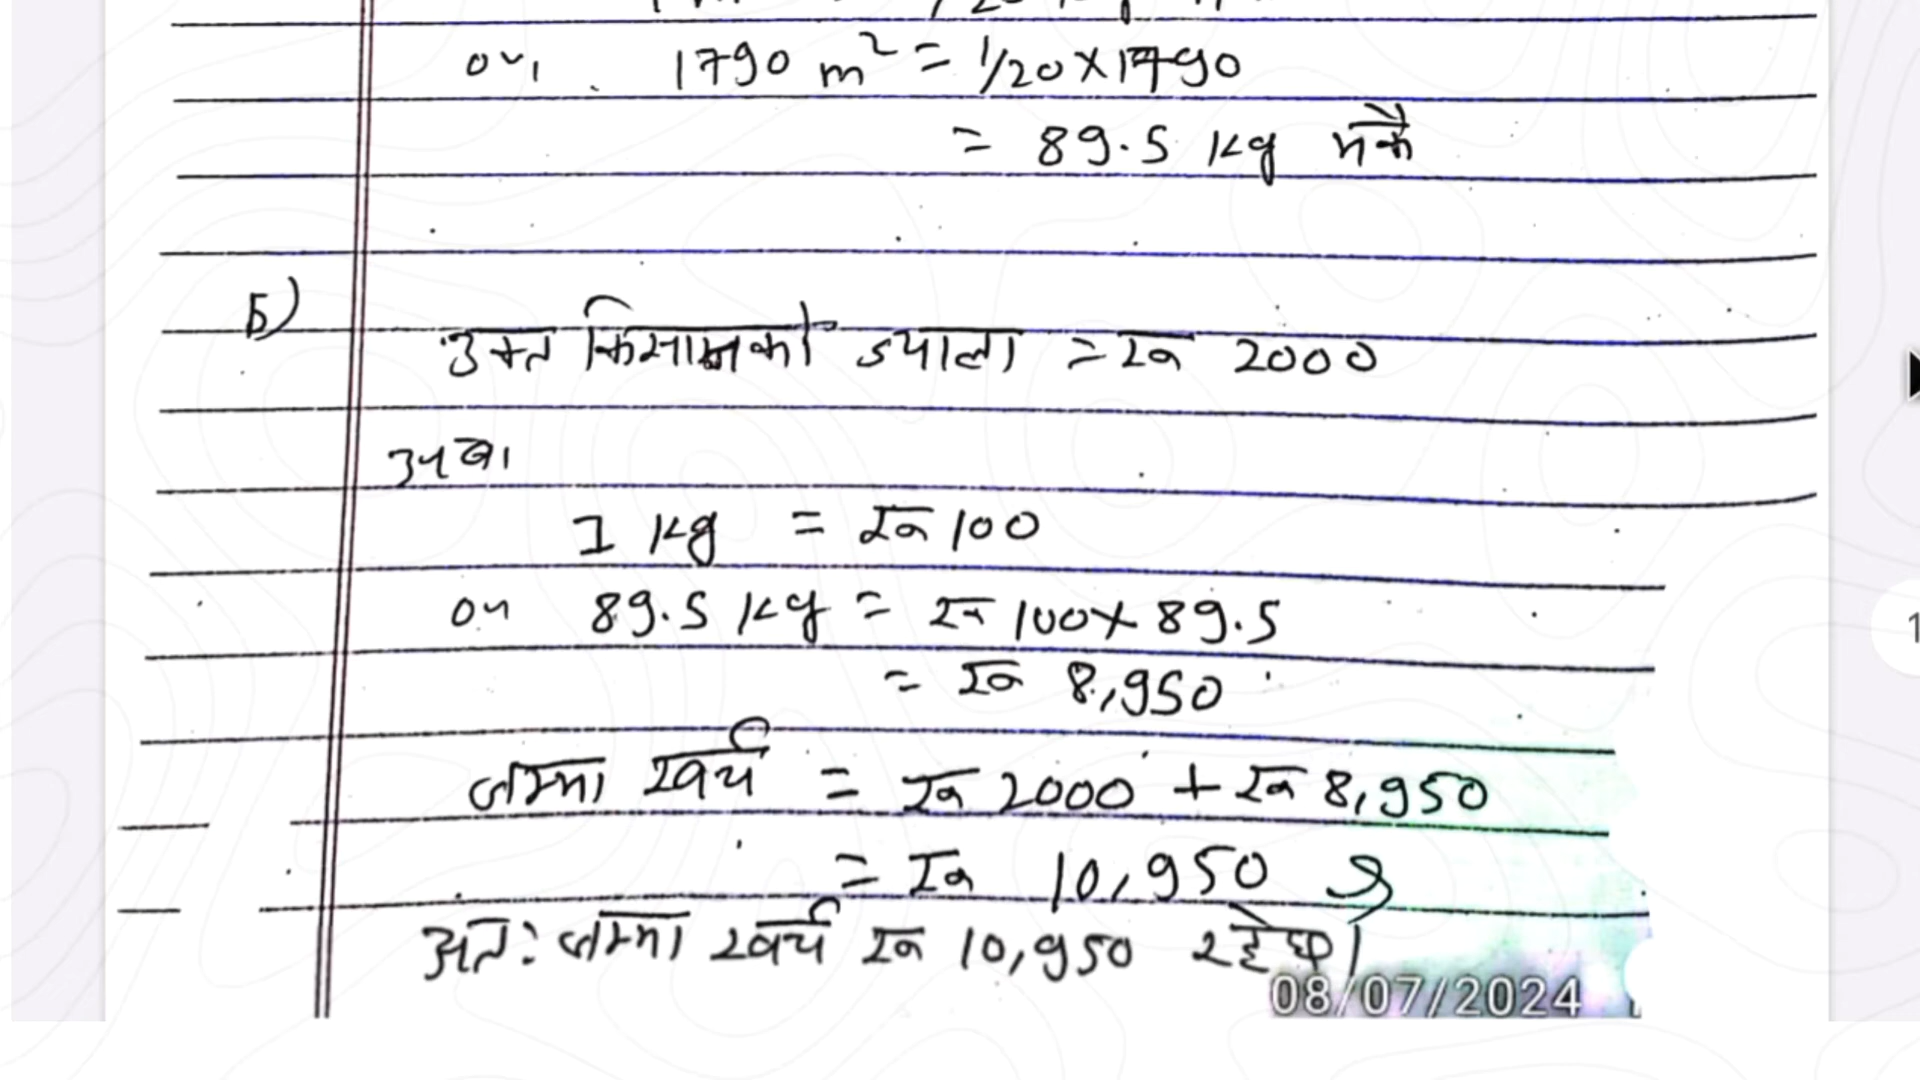 or, 1790 m² = 1/20 × 1790
= 89.5 kg मकै
b)
उक्त किसानको ज्याला = रु 2000
अथवा
1 kg = रु 100
or 89.5 kg = रु 100 × 89.5
= रु 8,950
जम्मा खर्च = रु 2000 + रु 8,950
= रु 10,950
अतः जम्मा खर्च रु 10,950 रहेछ।
08/07/2024
1